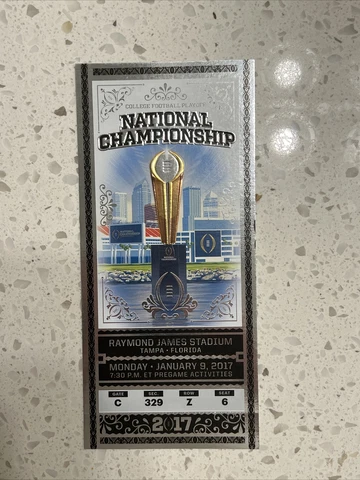 COLLEGE FOOTBALL PLAYOFF
NATIONAL
CHAMPIONSHIP
RAYMOND JAMES STADIUM
TAMPA • FLORIDA
MONDAY • JANUARY 9, 2017
7:30 P.M. ET PREGAME ACTIVITIES
GATE SEC. ROW SEAT
C 329 Z 6
2017